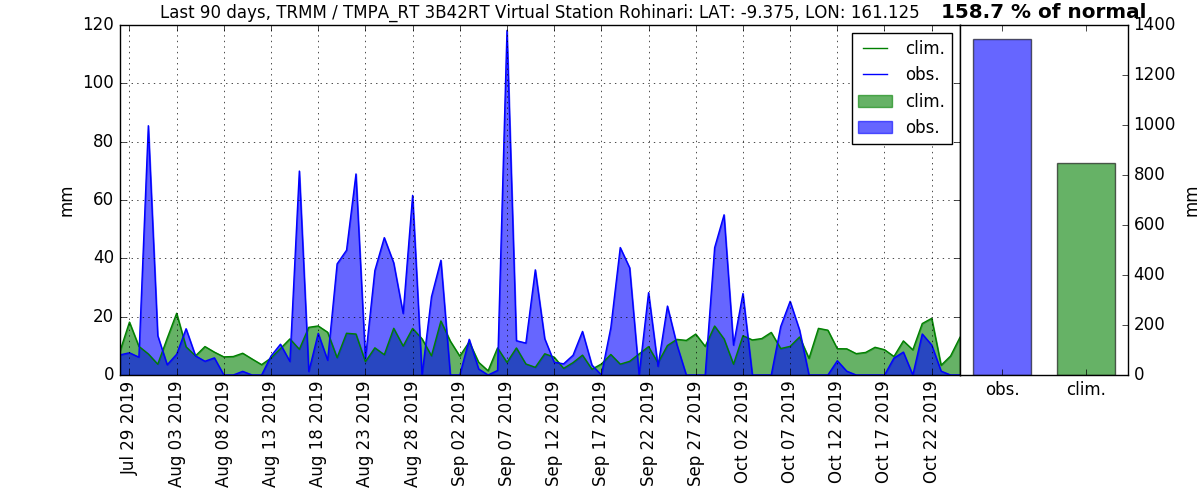 Last 90 days, TRMM / TMPA_RT 3B42RT Virtual Station Rohinari: LAT: -9.375, LON: 161.125
158.7 % of normal
120
100
80
60
40
20
0
mm
clim.
obs.
clim.
obs.
1400
1200
1000
800
600
400
200
0
mm
obs.
clim.
Jul 29 2019
Aug 03 2019
Aug 08 2019
Aug 13 2019
Aug 18 2019
Aug 23 2019
Aug 28 2019
Sep 02 2019
Sep 07 2019
Sep 12 2019
Sep 17 2019
Sep 22 2019
Sep 27 2019
Oct 02 2019
Oct 07 2019
Oct 12 2019
Oct 17 2019
Oct 22 2019